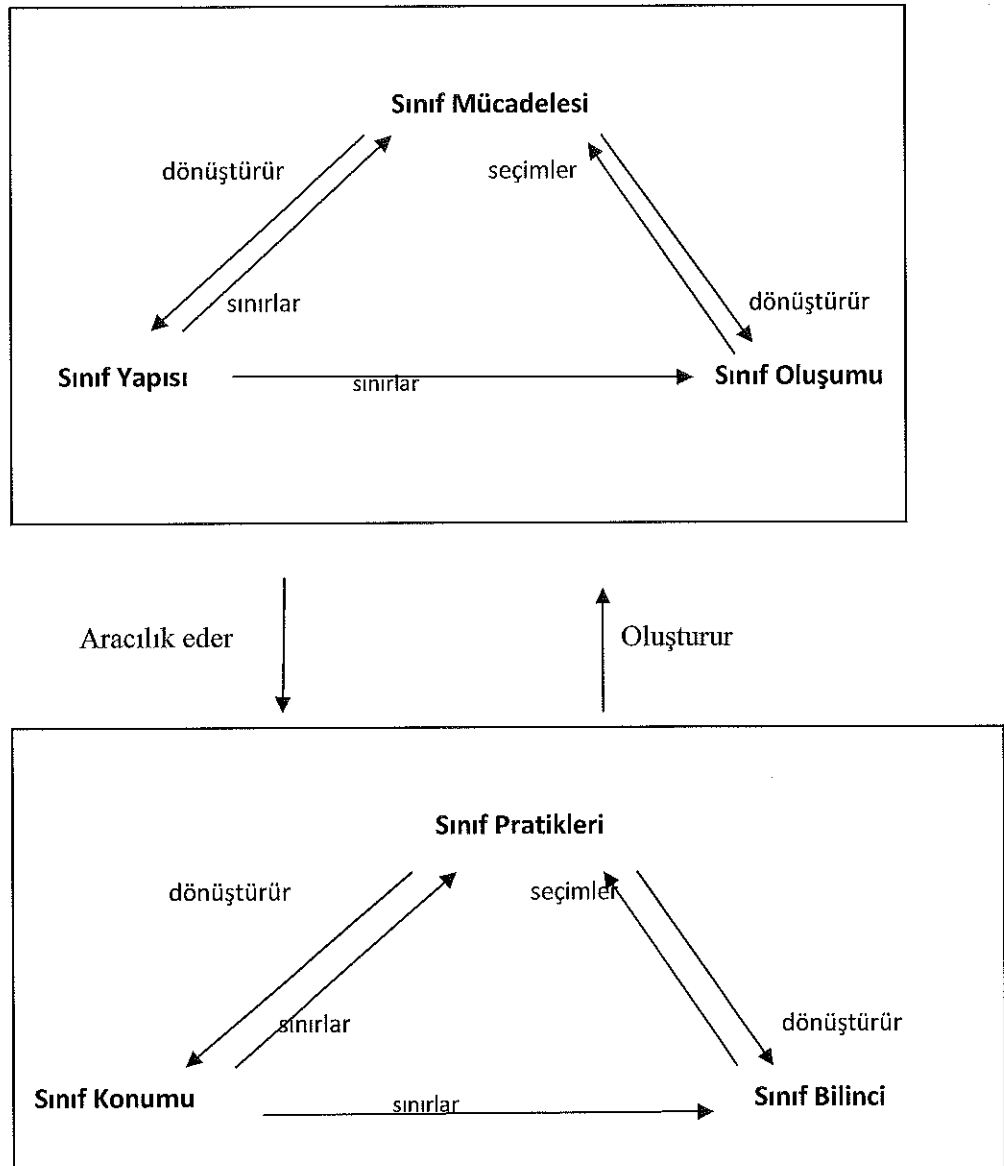 Sınıf Mücadelesi
dönüştürür
seçimler
sınırlar
dönüştürür
Sınıf Yapısı
sınırlar
Sınıf Oluşumu
Aracılık eder
Oluşturur
Sınıf Pratikleri
dönüştürür
seçimler
sınırlar
dönüştürür
Sınıf Konumu
sınırlar
Sınıf Bilinci